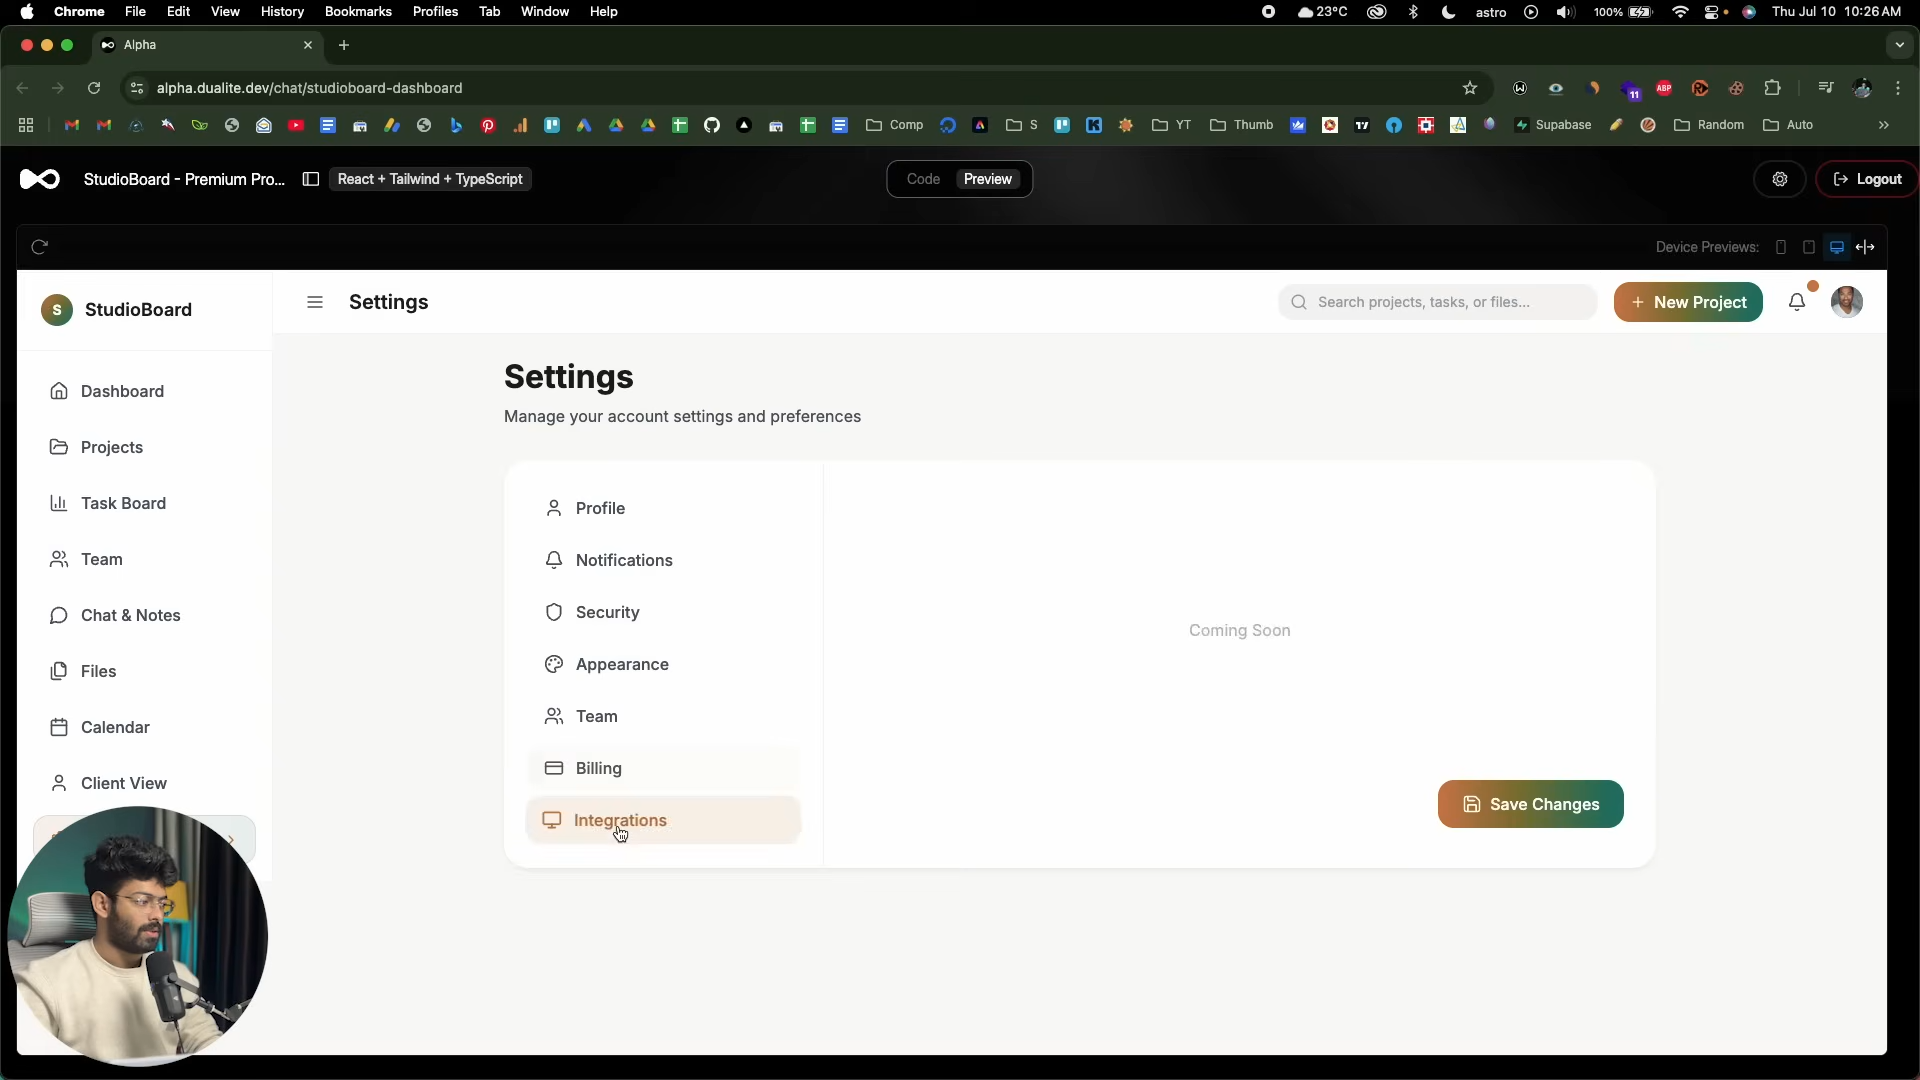 Chrome File Edit View History Bookmarks Profiles Tab Window Help
23°C astro 100% Thu Jul 10 10:26 AM
Alpha
alpha.dualite.dev/chat/studioboard-dashboard
11 ABP
Comp S YT Thumb 17 Supabase Random Auto
StudioBoard - Premium Pro... React + Tailwind + TypeScript Code Preview Logout
Device Previews:
S StudioBoard Settings Search projects, tasks, or files... + New Project
Settings
Manage your account settings and preferences
Dashboard
Projects
Task Board
Team
Chat & Notes
Files
Calendar
Client View
Profile
Notifications
Security
Appearance
Team
Billing
Integrations
Coming Soon
Save Changes